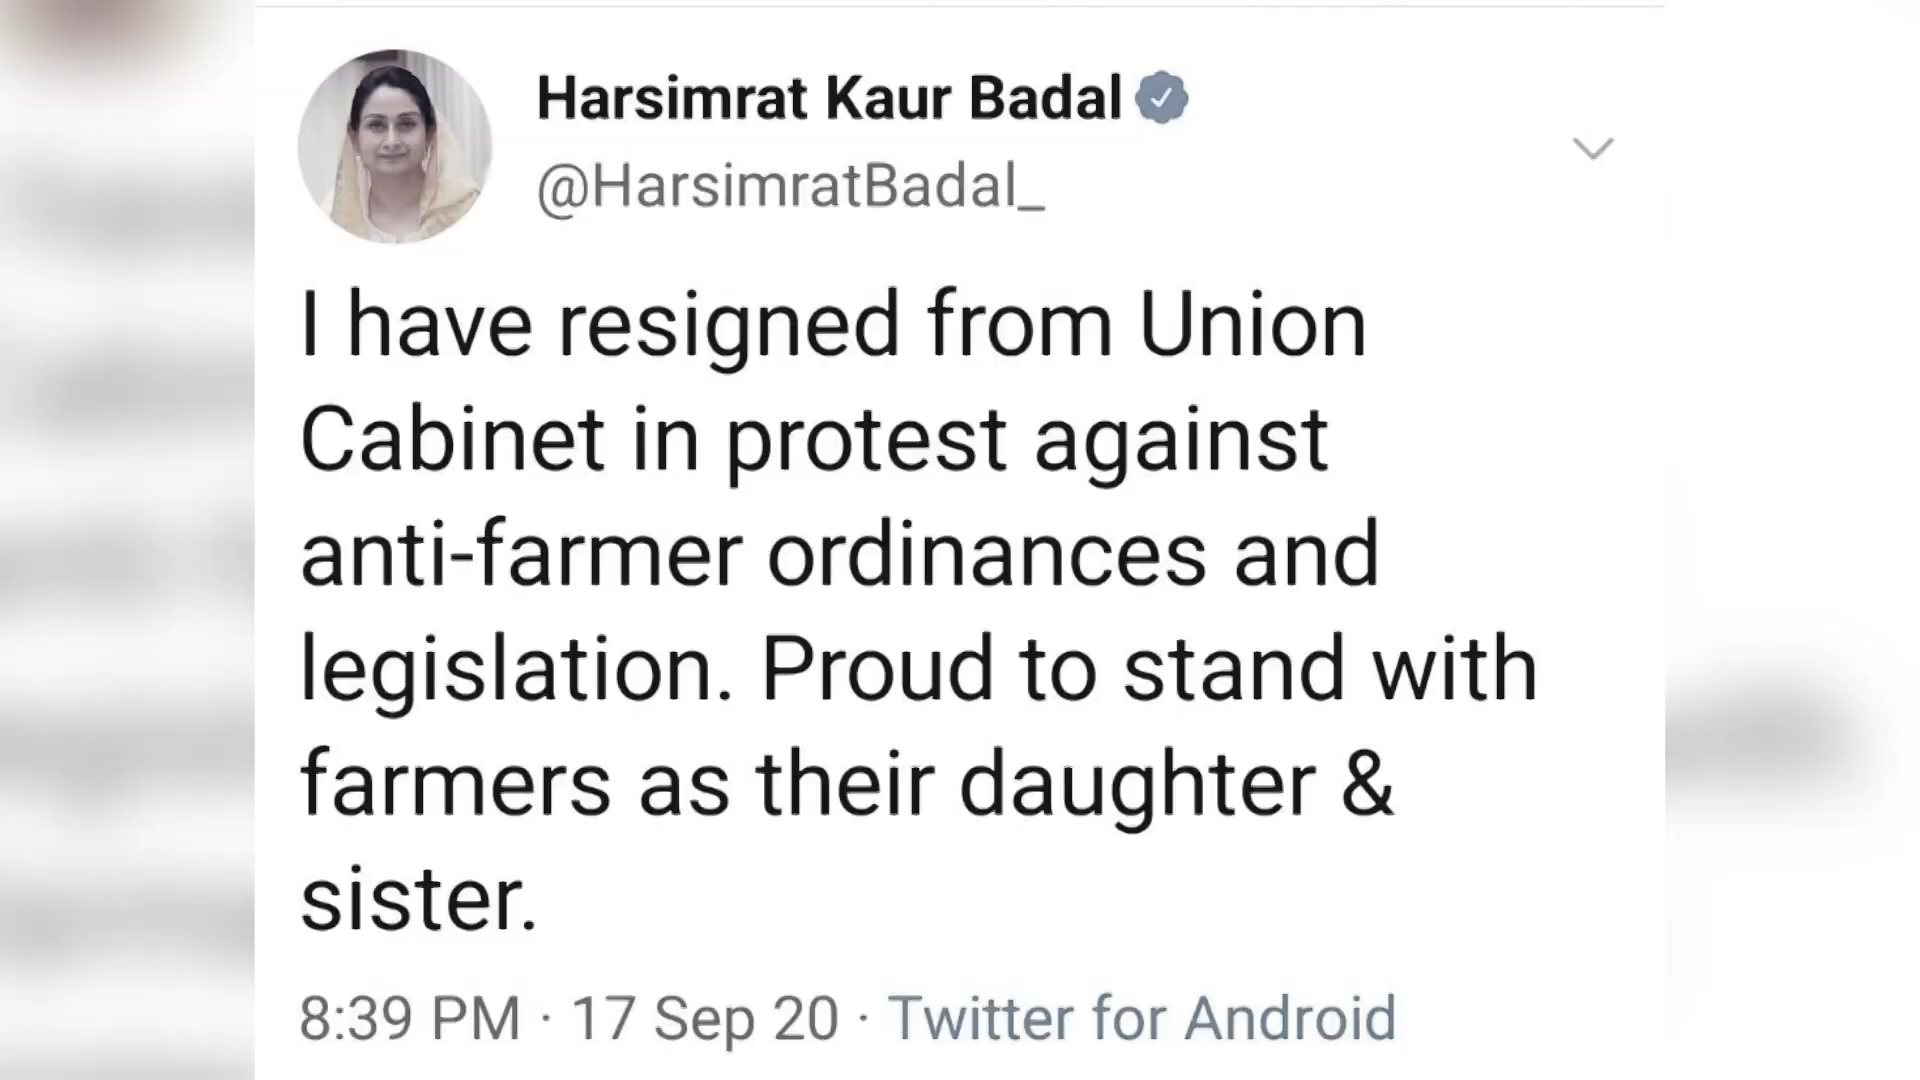 Harsimrat Kaur Badal
@HarsimratBadal_
I have resigned from Union
Cabinet in protest against
anti-farmer ordinances and
legislation. Proud to stand with
farmers as their daughter &
sister.
8:39 PM · 17 Sep 20 · Twitter for Android